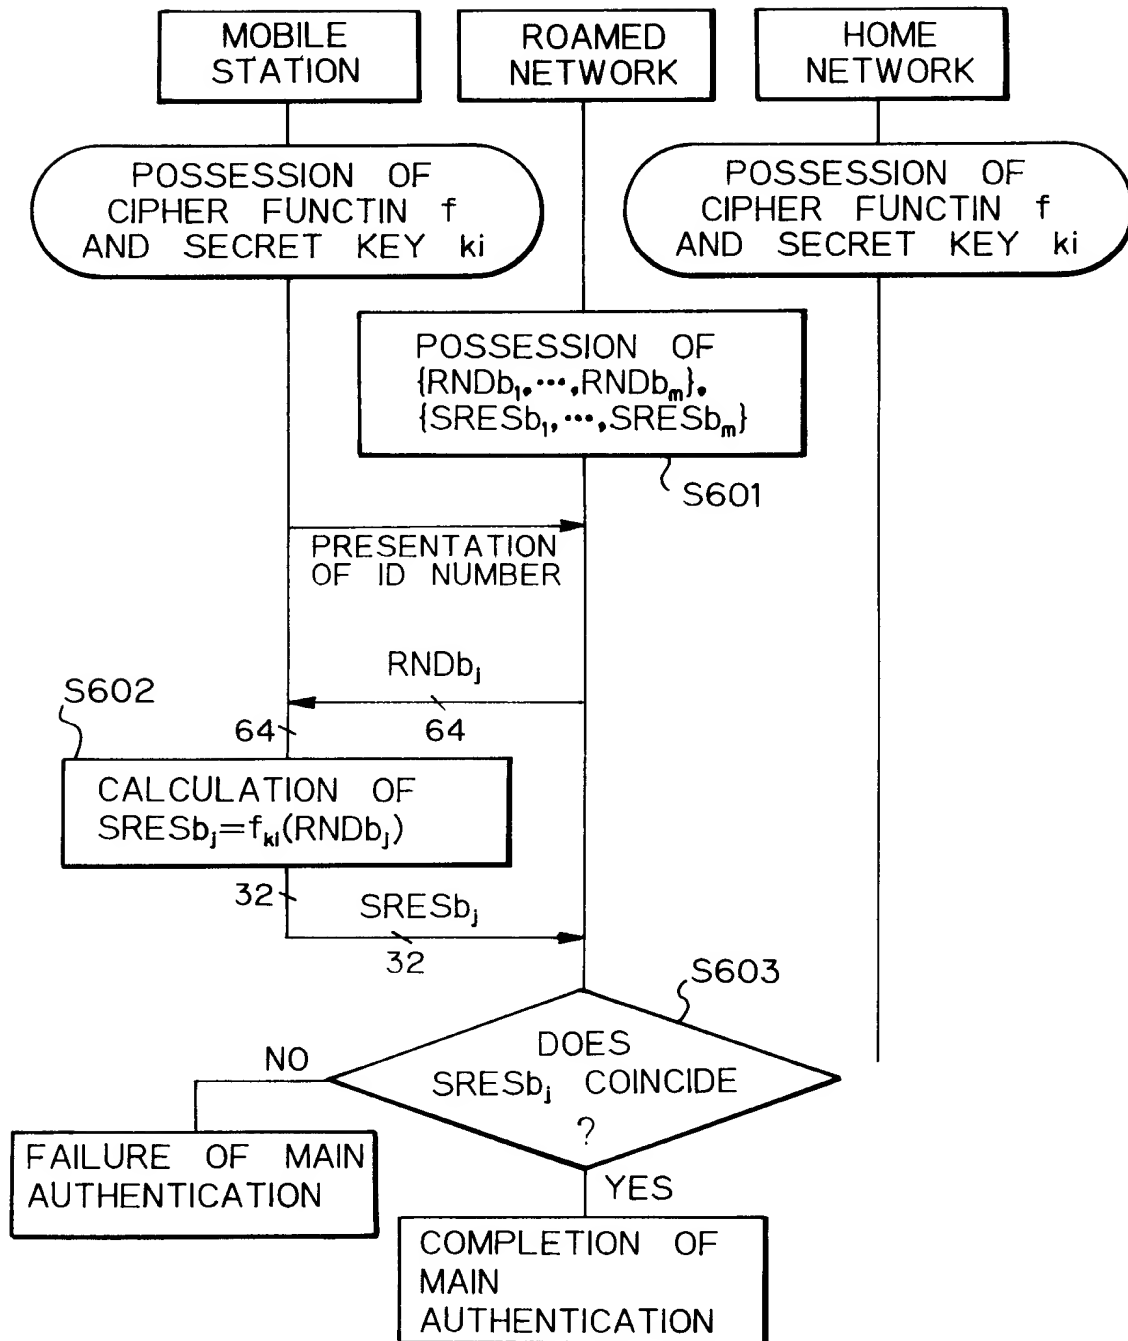 MOBILE
STATION
ROAMED
NETWORK
HOME
NETWORK
POSSESSION OF
CIPHER FUNCTIN f
AND SECRET KEY ki
POSSESSION OF
CIPHER FUNCTIN f
AND SECRET KEY ki
POSSESSION OF
{RNDb₁,···,RNDbₘ},
{SRESb₁,···,SRESbₘ}
S601
PRESENTATION
OF ID NUMBER
RNDbⱼ
64
S602
64
CALCULATION OF
SRESbⱼ=fₖᵢ(RNDbⱼ)
32
SRESbⱼ
32
S603
DOES
SRESbⱼ COINCIDE
?
NO
FAILURE OF MAIN
AUTHENTICATION
YES
COMPLETION OF
MAIN
AUTHENTICATION